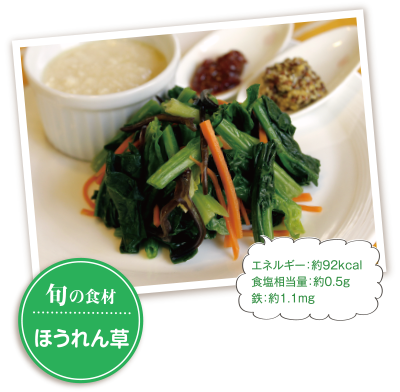 エネルギー：約92kcal
食塩相当量：約0.5g
鉄：約1.1mg
旬の食材
ほうれん草